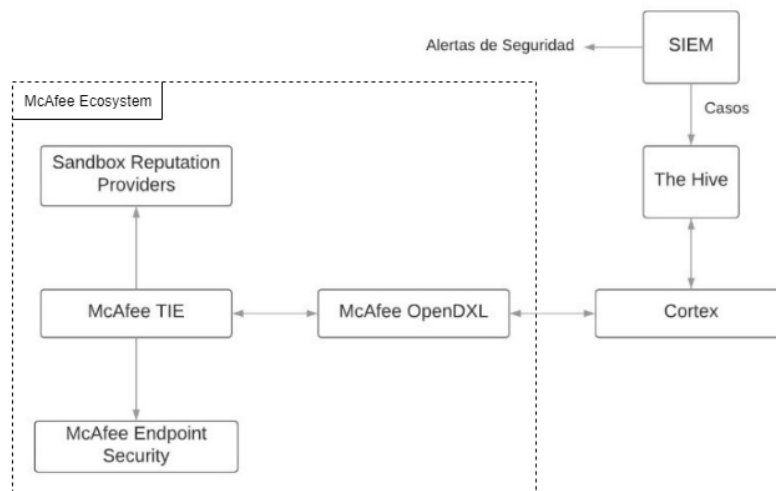 SIEM
Alertas de Seguridad
Casos
McAfee Ecosystem
Sandbox Reputation
Providers
The Hive
McAfee TIE
McAfee OpenDXL
Cortex
McAfee Endpoint
Security